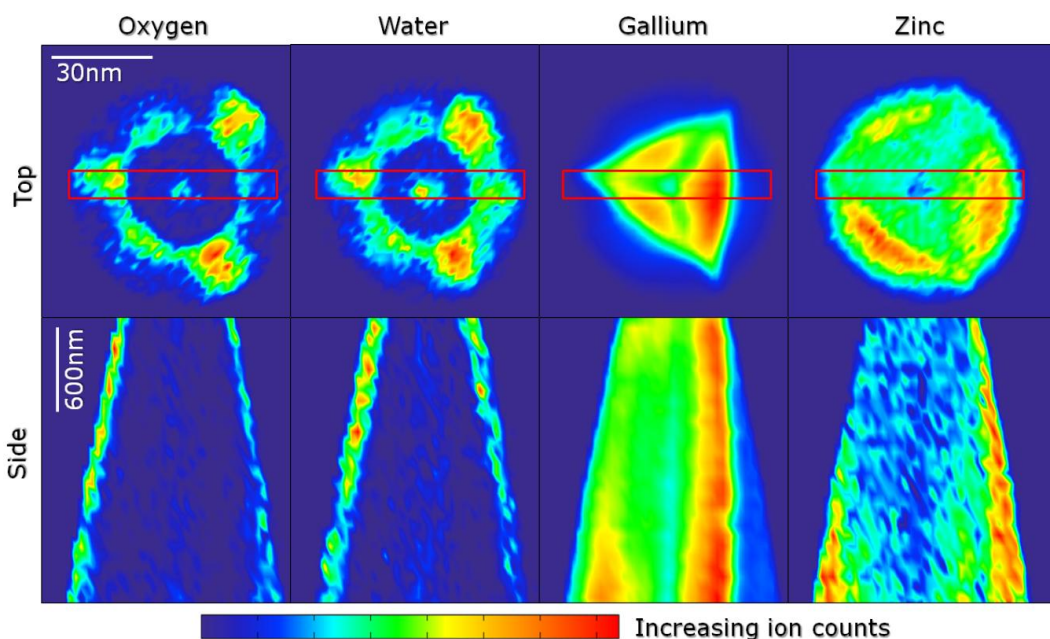 Oxygen
Water
Gallium
Zinc
30nm
Top
600nm
Side
Increasing ion counts